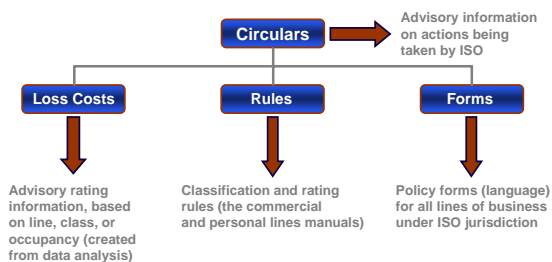 Circulars
Advisory information
on actions being
taken by ISO
Loss Costs
Rules
Forms
Advisory rating
information, based
on line, class, or
occupancy (created
from data analysis)
Classification and rating
rules (the commercial
and personal lines manuals)
Policy forms (language)
for all lines of business
under ISO jurisdiction